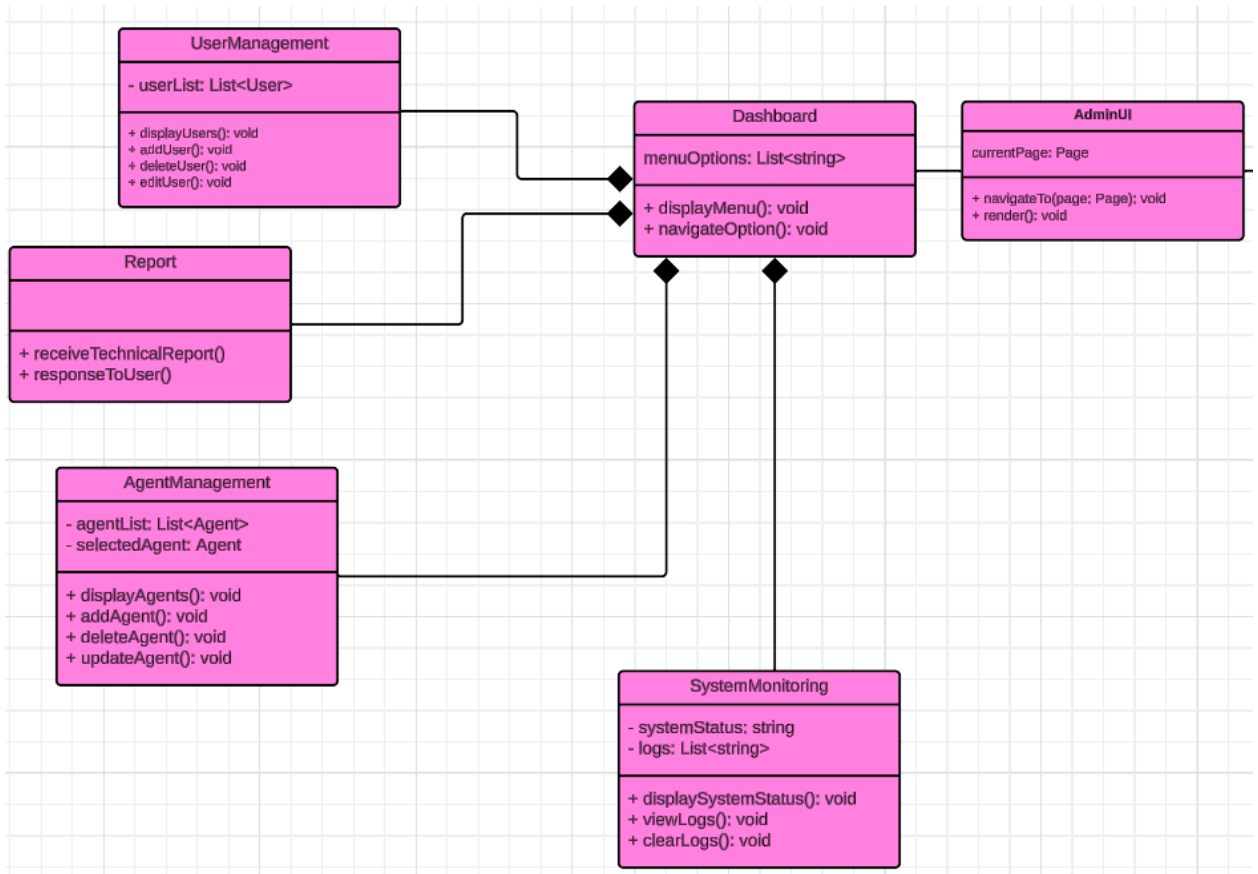 UserManagement
- userList: List<User>
+ displayUsers(): void
+ addUser(): void
+ deleteUser(): void
+ editUser(): void
Dashboard
menuOptions: List<string>
+ displayMenu(): void
+ navigateOption(): void
AdminUI
currentPage: Page
+ navigateTo(page: Page): void
+ render(): void
Report
+ receiveTechnicalReport()
+ responseToUser()
AgentManagement
- agentList: List<Agent>
- selectedAgent: Agent
+ displayAgents(): void
+ addAgent(): void
+ deleteAgent(): void
+ updateAgent(): void
SystemMonitoring
- systemStatus: string
- logs: List<string>
+ displaySystemStatus(): void
+ viewLogs(): void
+ clearLogs(): void